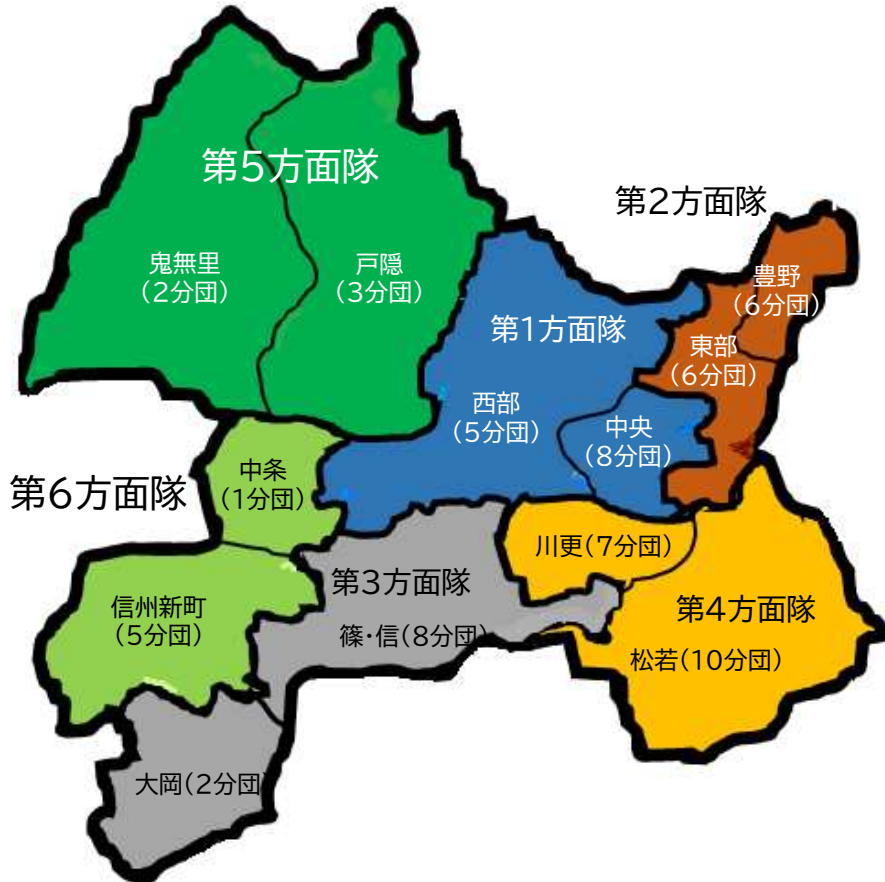 第5方面隊
鬼無里
（2分団）
戸隠
（3分団）
第2方面隊
豊野
（6分団）
東部
（6分団）
第1方面隊
西部
（5分団）
中央
（8分団）
第6方面隊
中条
（1分団）
信州新町
（5分団）
第3方面隊
篠・信（8分団）
大岡（2分団）
川更（7分団）
第4方面隊
松若（10分団）